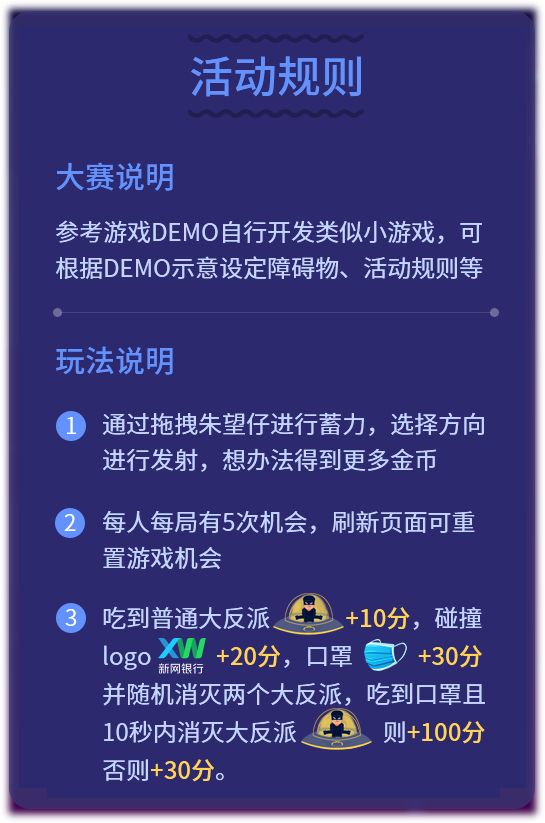 活动规则
大赛说明
参考游戏DEMO自行开发类似小游戏，可
根据DEMO示意设定障碍物、活动规则等
玩法说明
1 通过拖拽朱望仔进行蓄力，选择方向
进行发射，想办法得到更多金币
2 每人每局有5次机会，刷新页面可重
置游戏机会
3 吃到普通大反派 +10分，碰撞
logo XW 新网银行 +20分，口罩 +30分
并随机消灭两个大反派，吃到口罩且
10秒内消灭大反派 则+100分
否则+30分。